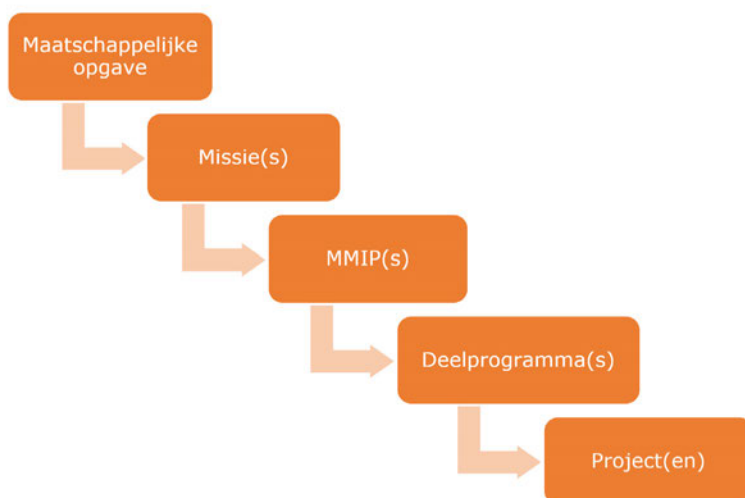 Maatschappelijke
opgave
Missie(s)
MMIP(s)
Deelprogramma(s)
Project(en)